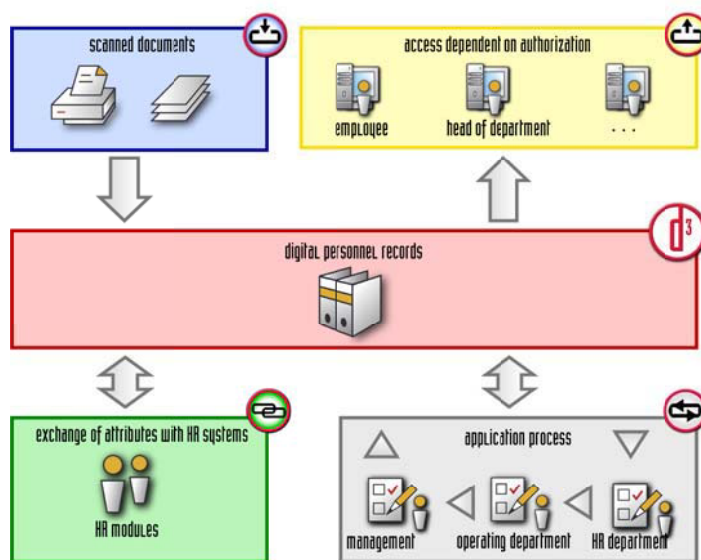 scanned documents
access dependent on authorization
employee
head of department
...
d³
digital personnel records
exchange of attributes with HR systems
HR modules
application process
management
operating department
HR department